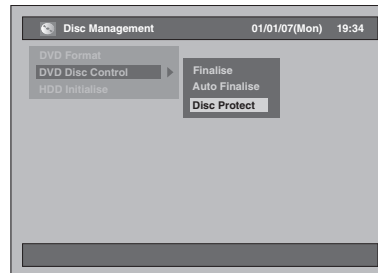 Disc Management 01/01/07(Mon) 19:34
DVD Format
DVD Disc Control
HDD Initialise
Finalise
Auto Finalise
Disc Protect